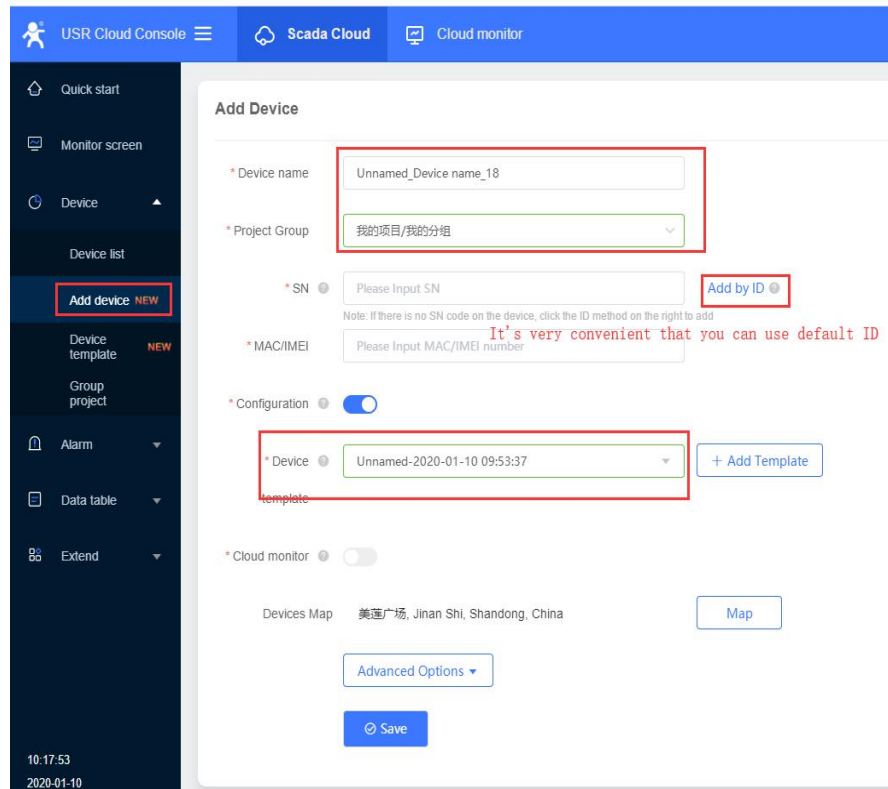 USR Cloud Console
Scada Cloud
Cloud monitor
Quick start
Monitor screen
Device
Device list
Add device NEW
Device template NEW
Group project
Alarm
Data table
Extend
10:17:53
2020-01-10
Add Device
* Device name
Unnamed_Device name_18
* Project Group
我的项目/我的分组
* SN
Please Input SN
Add by ID
Note: If there is no SN code on the device, click the ID method on the right to add
It's very convenient that you can use default ID
* MAC/IMEI
Please Input MAC/IMEI number
* Configuration
* Device template
Unnamed-2020-01-10 09:53:37
+ Add Template
* Cloud monitor
Devices Map
美莲广场, Jinan Shi, Shandong, China
Map
Advanced Options
Save